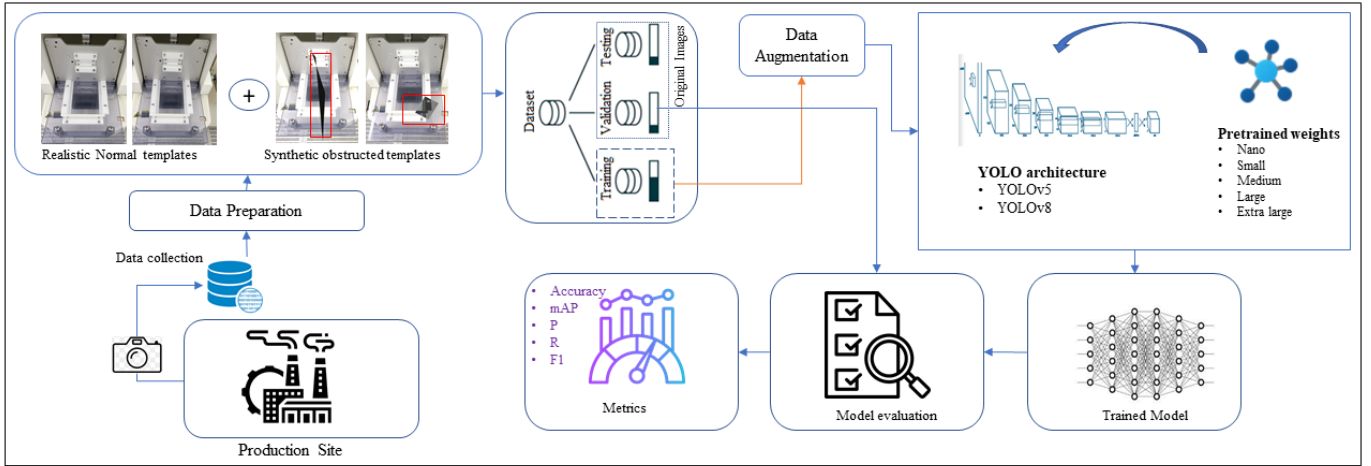 Realistic Normal templates
+
Synthetic obstructed templates
Data Preparation
Data collection
Production Site
Dataset
Testing
Validation
Training
Original Images
Data
Augmentation
YOLO architecture
• YOLOv5
• YOLOv8
Pretrained weights
• Nano
• Small
• Medium
• Large
• Extra large
• Accuracy
• mAP
• P
• R
• F1
Metrics
Model evaluation
Trained Model